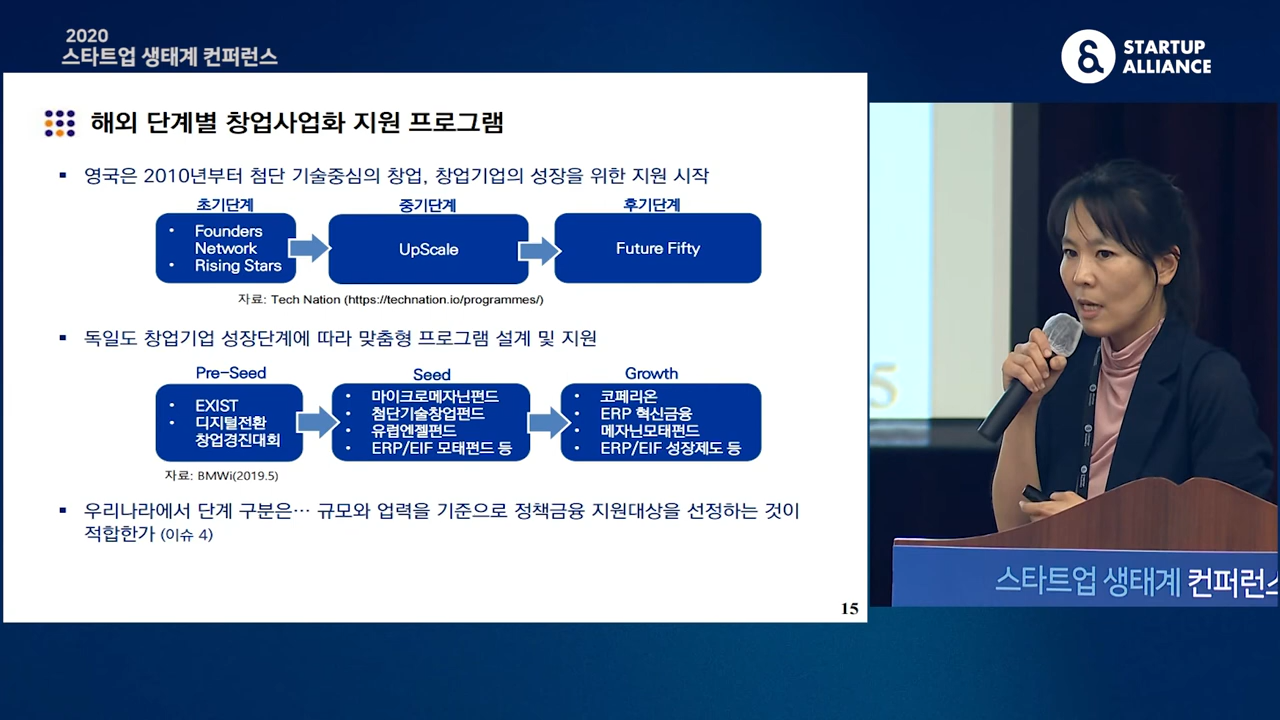 2020
스타트업 생태계 컨퍼런스
&
STARTUP
ALLIANCE
해외 단계별 창업사업화 지원 프로그램
▪ 영국은 2010년부터 첨단 기술중심의 창업, 창업기업의 성장을 위한 지원 시작
초기단계
• Founders
Network
• Rising Stars
중기단계
UpScale
후기단계
Future Fifty
자료: Tech Nation (https://technation.io/programmes/)
▪ 독일도 창업기업 성장단계에 따라 맞춤형 프로그램 설계 및 지원
Pre-Seed
• EXIST
• 디지털전환
창업경진대회
Seed
• 마이크로메자닌펀드
• 첨단기술창업펀드
• 유럽엔젤펀드
• ERP/EIF 모태펀드 등
Growth
• 코페리온
• ERP 혁신금융
• 메자닌모태펀드
• ERP/EIF 성장제도 등
자료: BMWi(2019.5)
▪ 우리나라에서 단계 구분은… 규모와 업력을 기준으로 정책금융 지원대상을 선정하는 것이
적합한가 (이슈 4)
15
5
스타트업 생태계 컨퍼런스